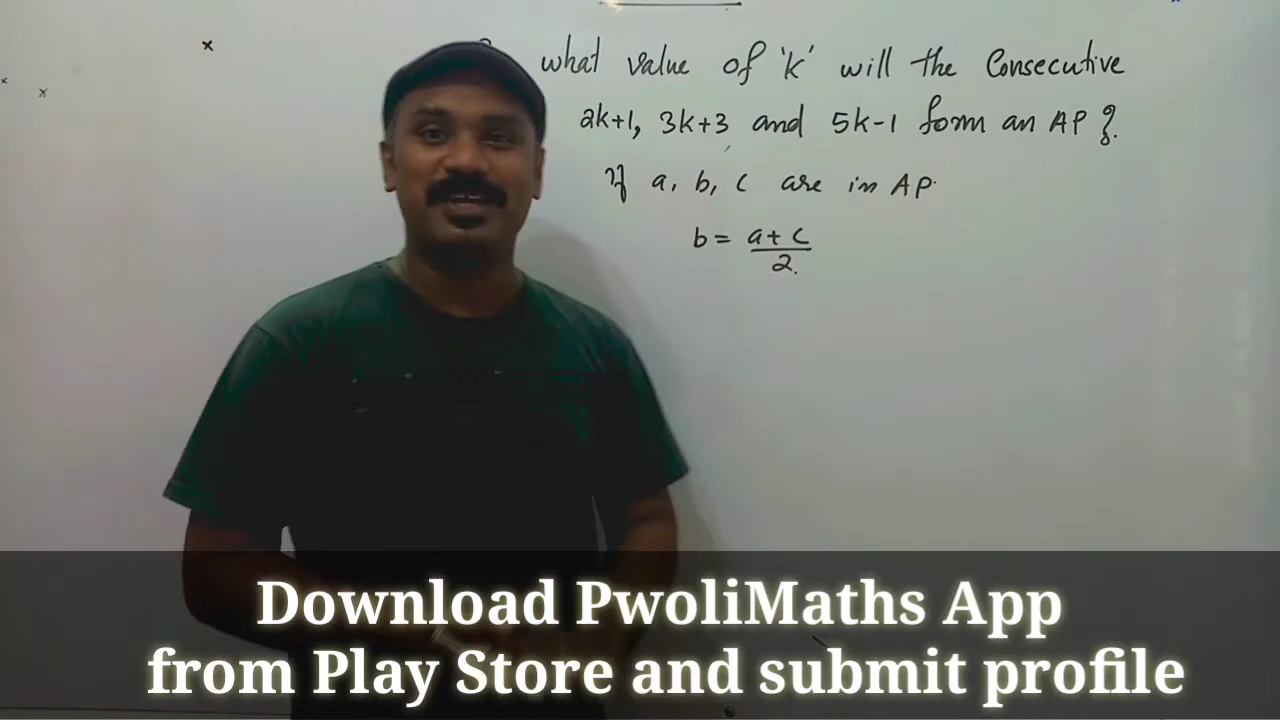 what value of 'k' will the Consecutive
2k+1, 3k+3 and 5k-1 form an AP ?.
If a, b, c are in AP.
b = a+c
2.
Download PwoliMaths App
from Play Store and submit profile